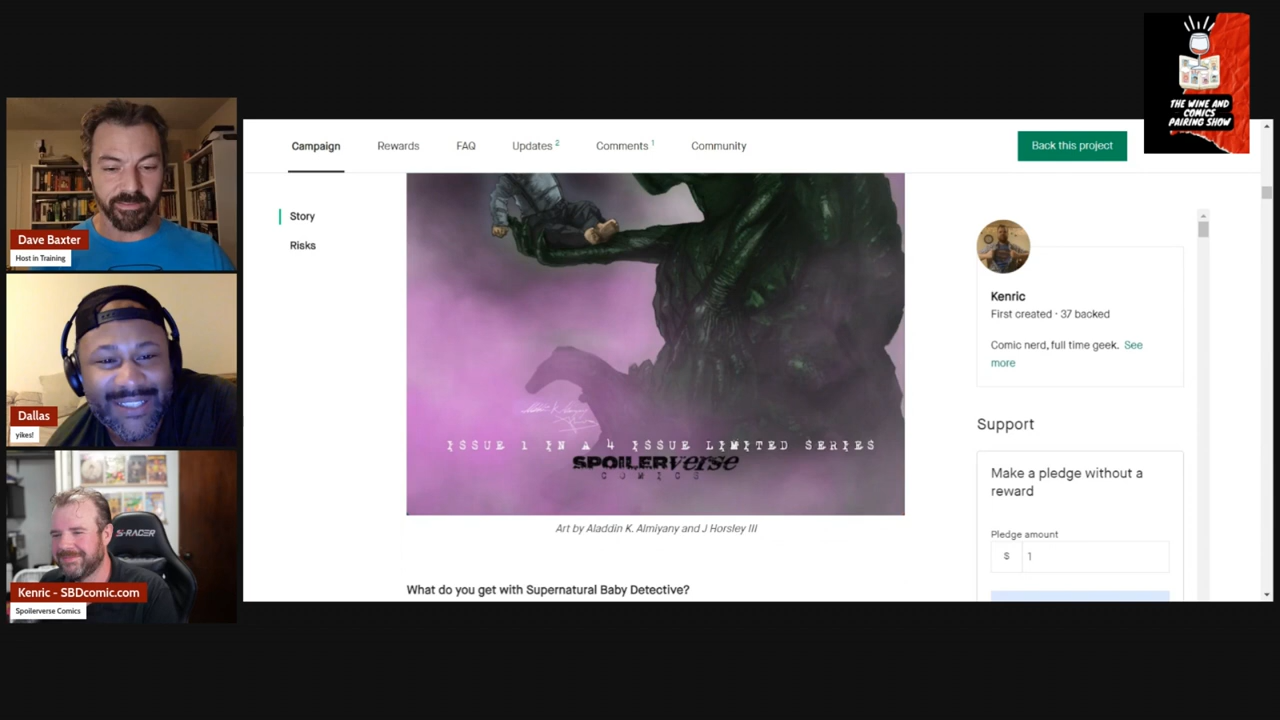 THE WINE AND
COMICS
PAIRING SHOW
Dave Baxter
Host in Training
Dallas
yikes!
S-RACER
Kenric - SBDcomic.com
Spoilerverse Comics
Campaign
Rewards
FAQ
Updates 2
Comments 1
Community
Back this project
Story
Risks
ISSUE 1 IN A 4 ISSUE LIMITED SERIES
SPOILERverse
COMICS
Art by Aladdin K. Almiyany and J Horsley III
What do you get with Supernatural Baby Detective?
Kenric
First created · 37 backed
Comic nerd, full time geek. See
more
Support
Make a pledge without a
reward
Pledge amount
$ 1